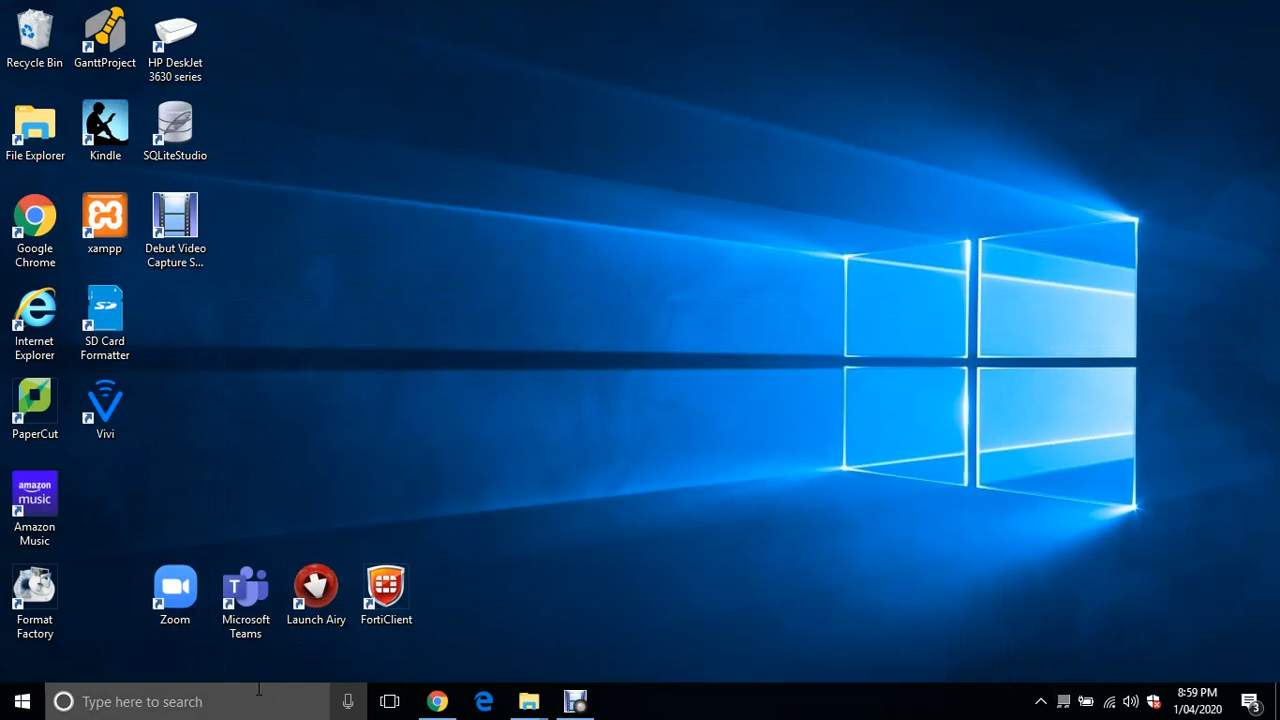 Recycle Bin
GanttProject
HP DeskJet
3630 series
File Explorer
Kindle
SQLiteStudio
Google
Chrome
xampp
Debut Video
Capture S...
Internet
Explorer
SD
SD Card
Formatter
PaperCut
Vivi
amazon
music
Amazon
Music
Format
Factory
Zoom
T
Microsoft
Teams
Launch Airy
FortiClient
Type here to search
8:59 PM
1/04/2020
3